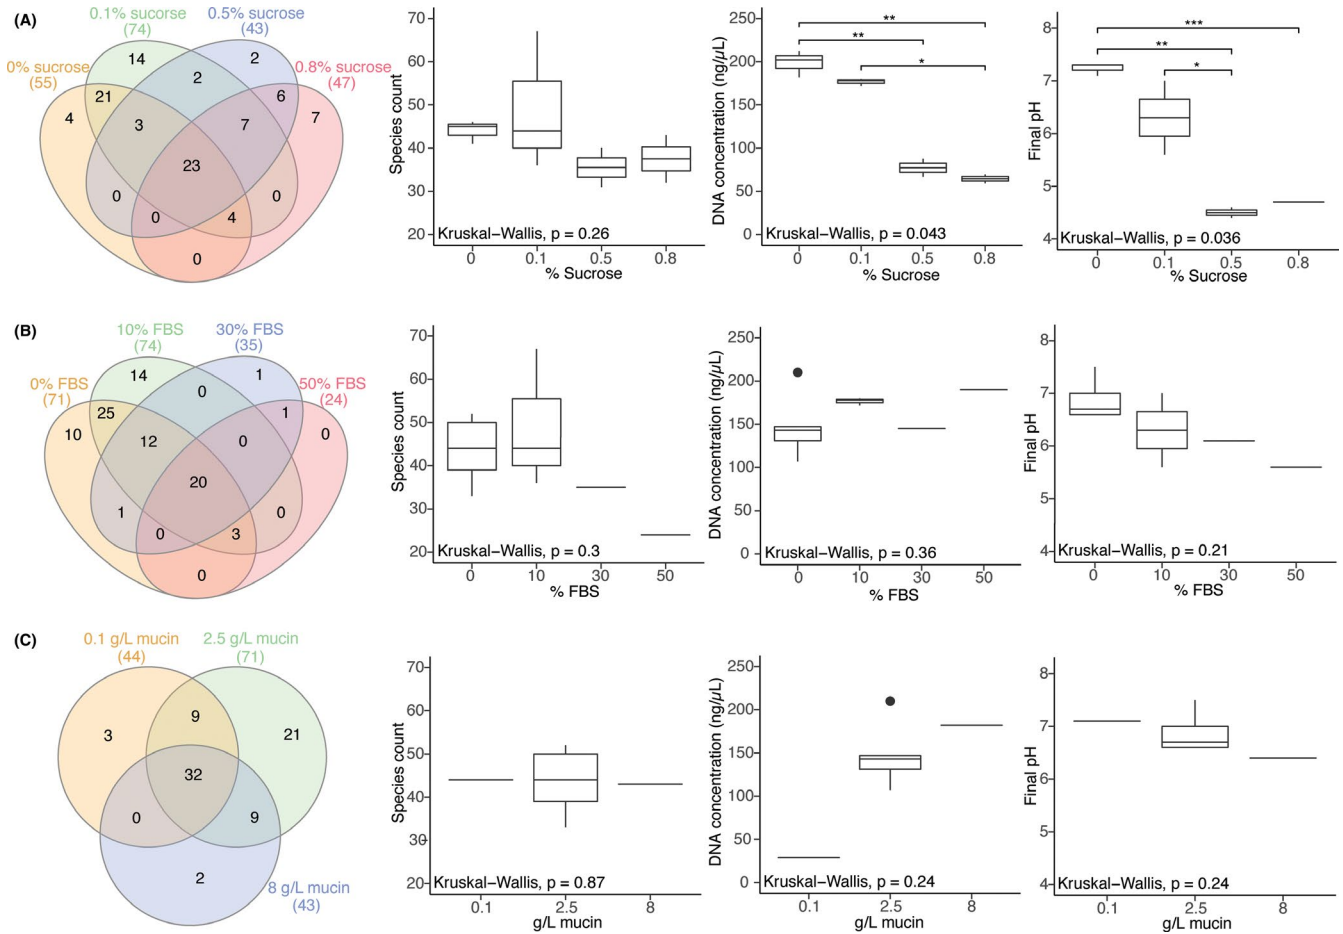 (A)
0.1% sucorse
(74)
0.5% sucrose
(43)
0% sucrose
(55)
0.8% sucrose
(47)
14
2
2
21
6
4
3
7
7
23
0
0
0
4
0
Species count
70
60
50
40
30
20
Kruskal−Wallis, p = 0.26
0 0.1 0.5 0.8
% Sucrose
DNA concentration (ng/μL)
250
200
150
100
50
0
**
**
*
Kruskal−Wallis, p = 0.043
0 0.1 0.5 0.8
% Sucrose
Final pH
8
7
6
5
4
***
**
*
Kruskal−Wallis, p = 0.036
0 0.1 0.5 0.8
% Sucrose
(B)
10% FBS
(74)
30% FBS
(35)
0% FBS
(71)
50% FBS
(24)
14
1
0
25
1
10
12
0
0
20
1
0
0
3
0
Species count
70
60
50
40
30
20
Kruskal−Wallis, p = 0.3
0 10 30 50
% FBS
DNA concentration (ng/μL)
250
200
150
100
50
0
Kruskal−Wallis, p = 0.36
0 10 30 50
% FBS
Final pH
8
7
6
5
4
Kruskal−Wallis, p = 0.21
0 10 30 50
% FBS
(C)
0.1 g/L mucin
(44)
2.5 g/L mucin
(71)
9
3
21
32
0
9
2
8 g/L mucin
(43)
Species count
70
60
50
40
30
20
Kruskal−Wallis, p = 0.87
0.1 2.5 8
g/L mucin
DNA concentration (ng/μL)
250
200
150
100
50
0
Kruskal−Wallis, p = 0.24
0.1 2.5 8
g/L mucin
Final pH
8
7
6
5
4
Kruskal−Wallis, p = 0.24
0.1 2.5 8
g/L mucin